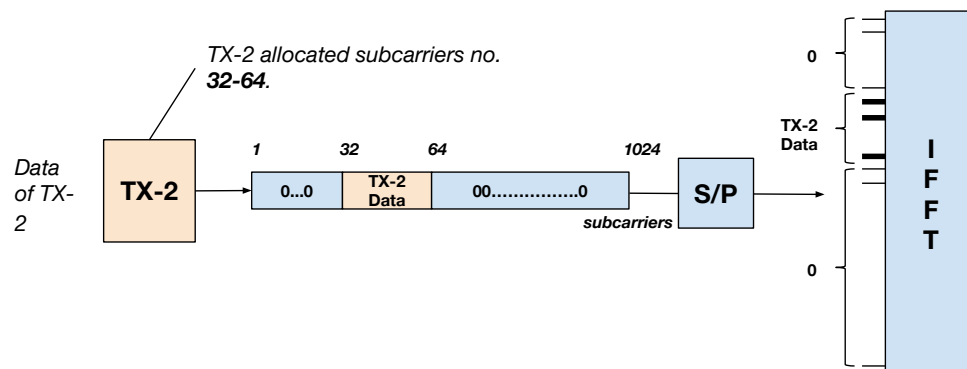 TX-2 allocated subcarriers no.
32-64.
Data
of TX-
2
TX-2
1
32
64
1024
0...0
TX-2
Data
00................0
subcarriers
S/P
0
TX-2
Data
0
I
F
F
T